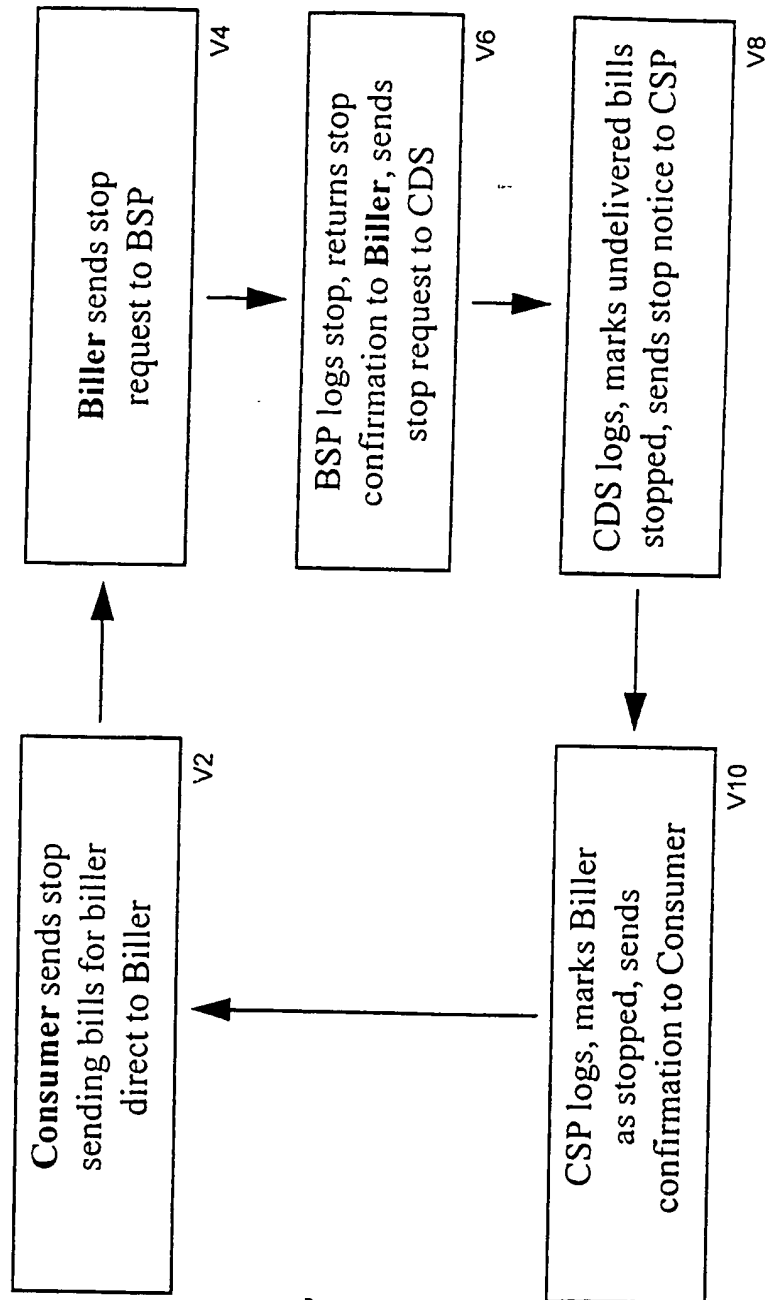 Consumer sends stop
sending bills for biller
direct to Biller
V2
Biller sends stop
request to BSP
V4
BSP logs stop, returns stop
confirmation to Biller, sends
stop request to CDS
V6
CDS logs, marks undelivered bills
stopped, sends stop notice to CSP
V8
CSP logs, marks Biller
as stopped, sends
confirmation to Consumer
V10